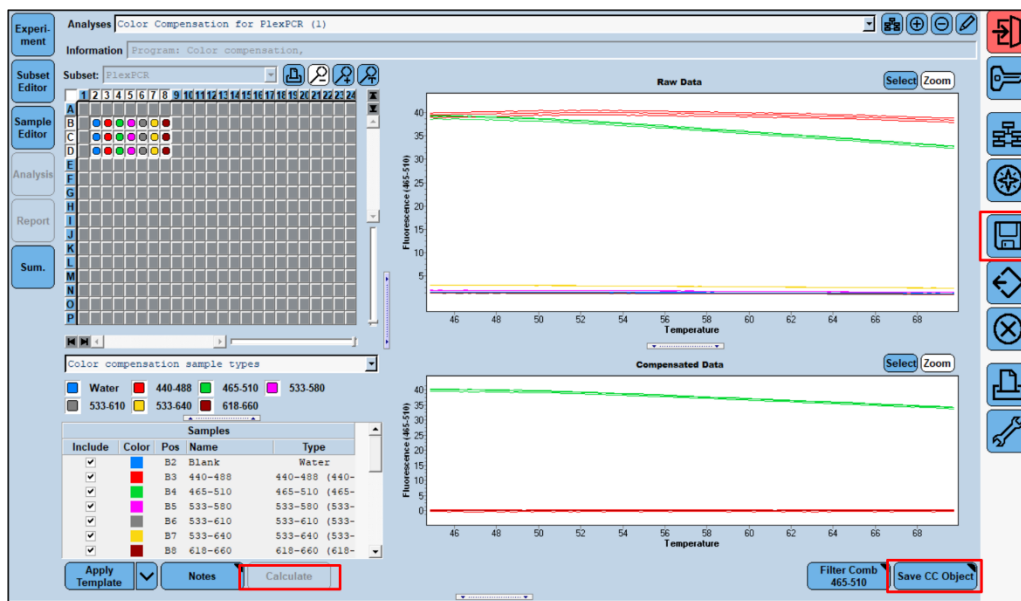 Experi-
ment
Analyses Color Compensation for PlexPCR (1)
Information Program: Color compensation,
Subset
Editor
Subset: PlexPCR
Sample
Editor
Analysis
Report
Sum.
1 2 3 4 5 6 7 8 9 10 11 12 13 14 15 16 17 18 19 20 21 22 23 24
A
B
C
D
E
F
G
H
I
J
K
L
M
N
O
P
Color compensation sample types
Water 440-488 465-510 533-580
533-610 533-640 618-660
Samples
Include Color Pos Name Type
B2 Blank Water
B3 440-488 440-488 (440-
B4 465-510 465-510 (465-
B5 533-580 533-580 (533-
B6 533-610 533-610 (533-
B7 533-640 533-640 (533-
B8 618-660 618-660 (618-
Apply
Template
Notes
Calculate
Raw Data
Select Zoom
Fluorescence (465-510)
40
35
30
25
20
15
10
5
46 48 50 52 54 56 58 60 62 64 66 68
Temperature
Compensated Data
Select Zoom
Fluorescence (465-510)
40
35
30
25
20
15
10
5
0
46 48 50 52 54 56 58 60 62 64 66 68
Temperature
Filter Comb
465-510
Save CC Object